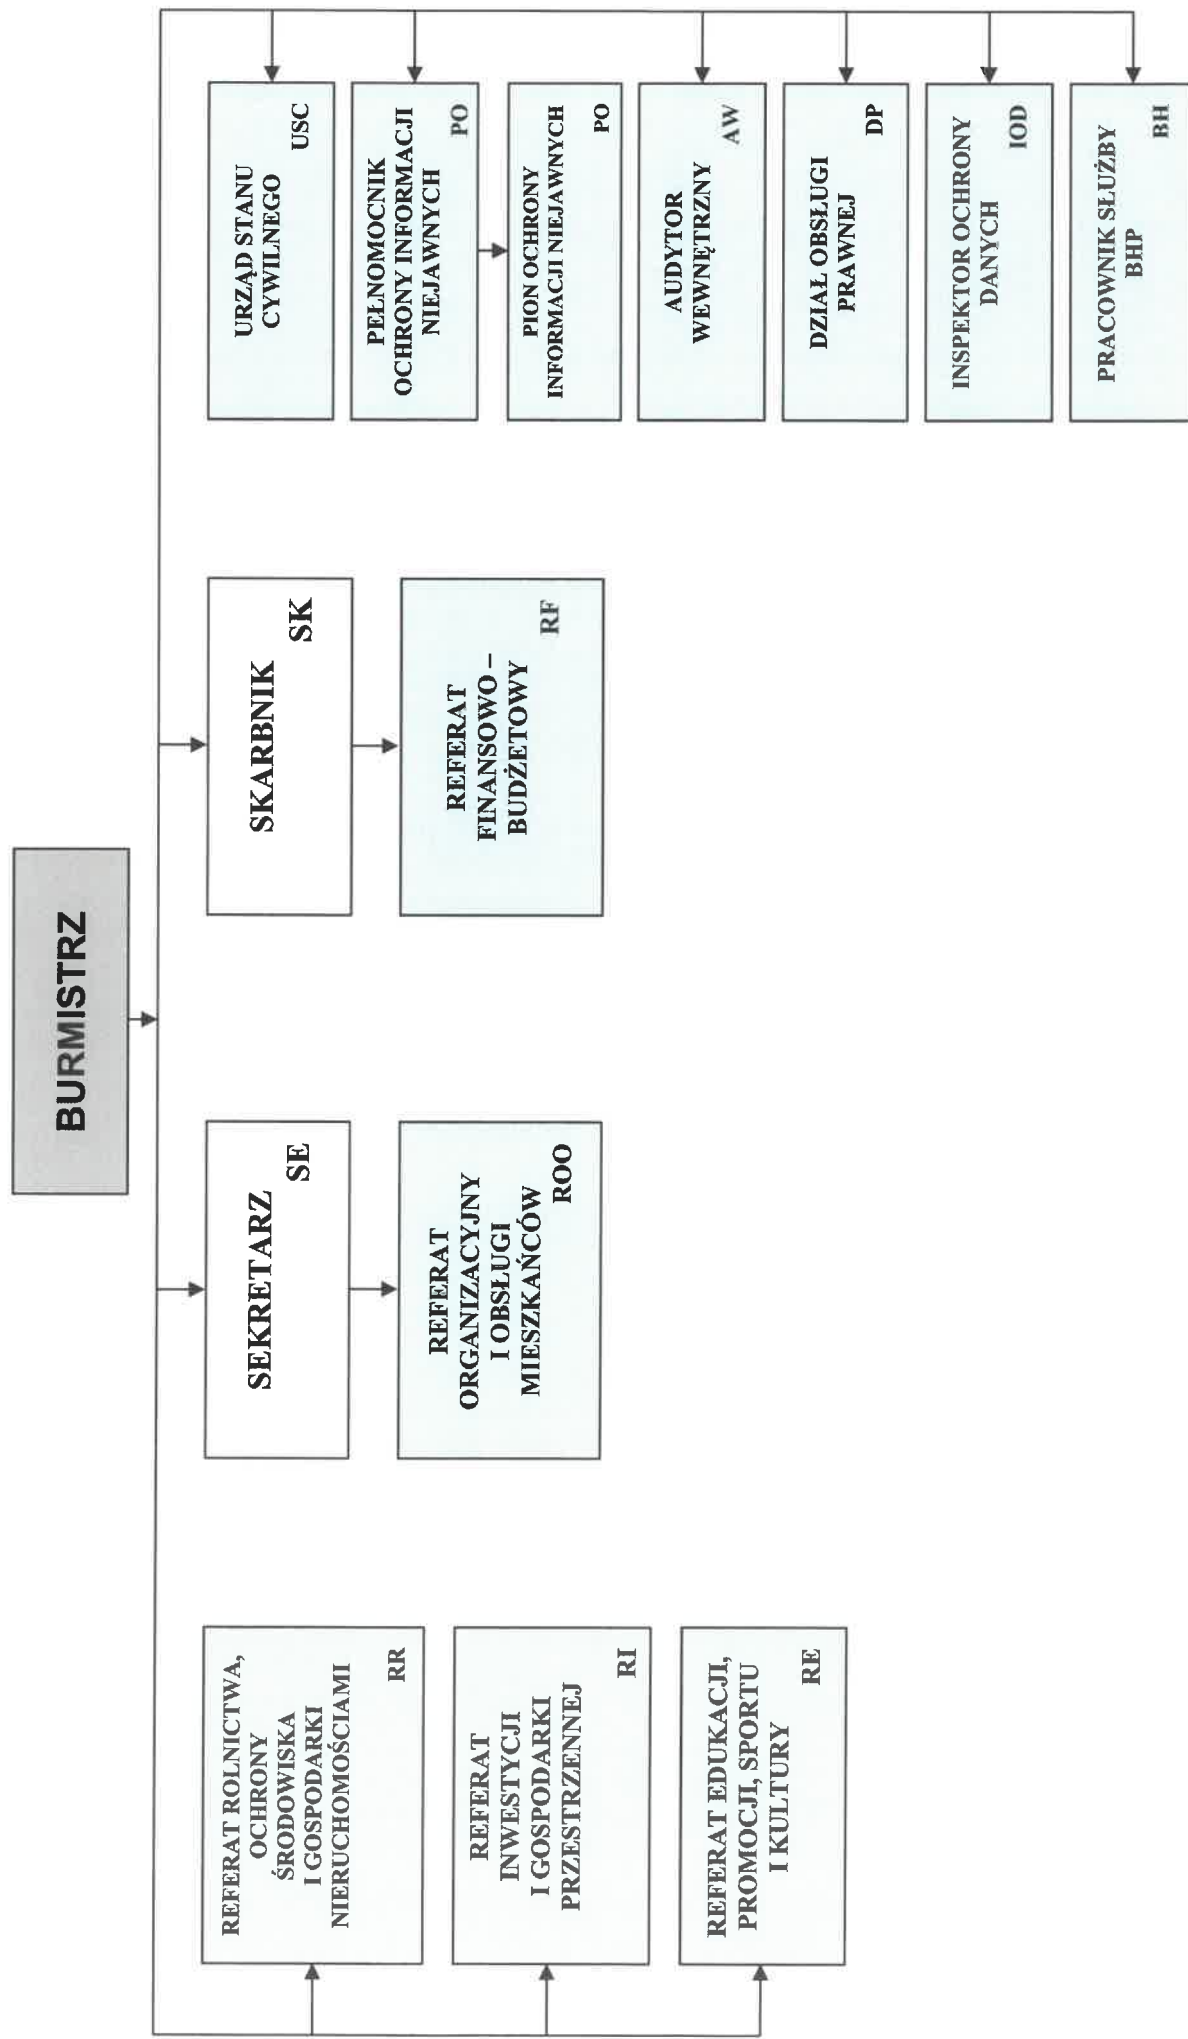 BURMISTRZ
REFERAT ROLNICTWA,
OCHRONY
ŚRODOWISKA
I GOSPODARKI
NIERUCHOMOŚCIAMI
RR
REFERAT
INWESTYCJI
I GOSPODARKI
PRZESTRZENNEJ
RI
REFERAT EDUKACJI,
PROMOCJI, SPORTU
I KULTURY
RE
SEKRETARZ
SE
REFERAT
ORGANIZACYJNY
I OBSŁUGI
MIESZKAŃCÓW
ROO
SKARBNIK
SK
REFERAT
FINANSOWO –
BUDŻETOWY
RF
URZĄD STANU
CYWILNEGO
USC
PEŁNOMOCNIK
OCHRONY INFORMACJI
NIEJAWNYCH
PO
PION OCHRONY
INFORMACJI NIEJAWNYCH
PO
AUDYTOR
WEWNĘTRZNY
AW
DZIAŁ OBSŁUGI
PRAWNEJ
DP
INSPEKTOR OCHRONY
DANYCH
IOD
PRACOWNIK SŁUŻBY
BHP
BH